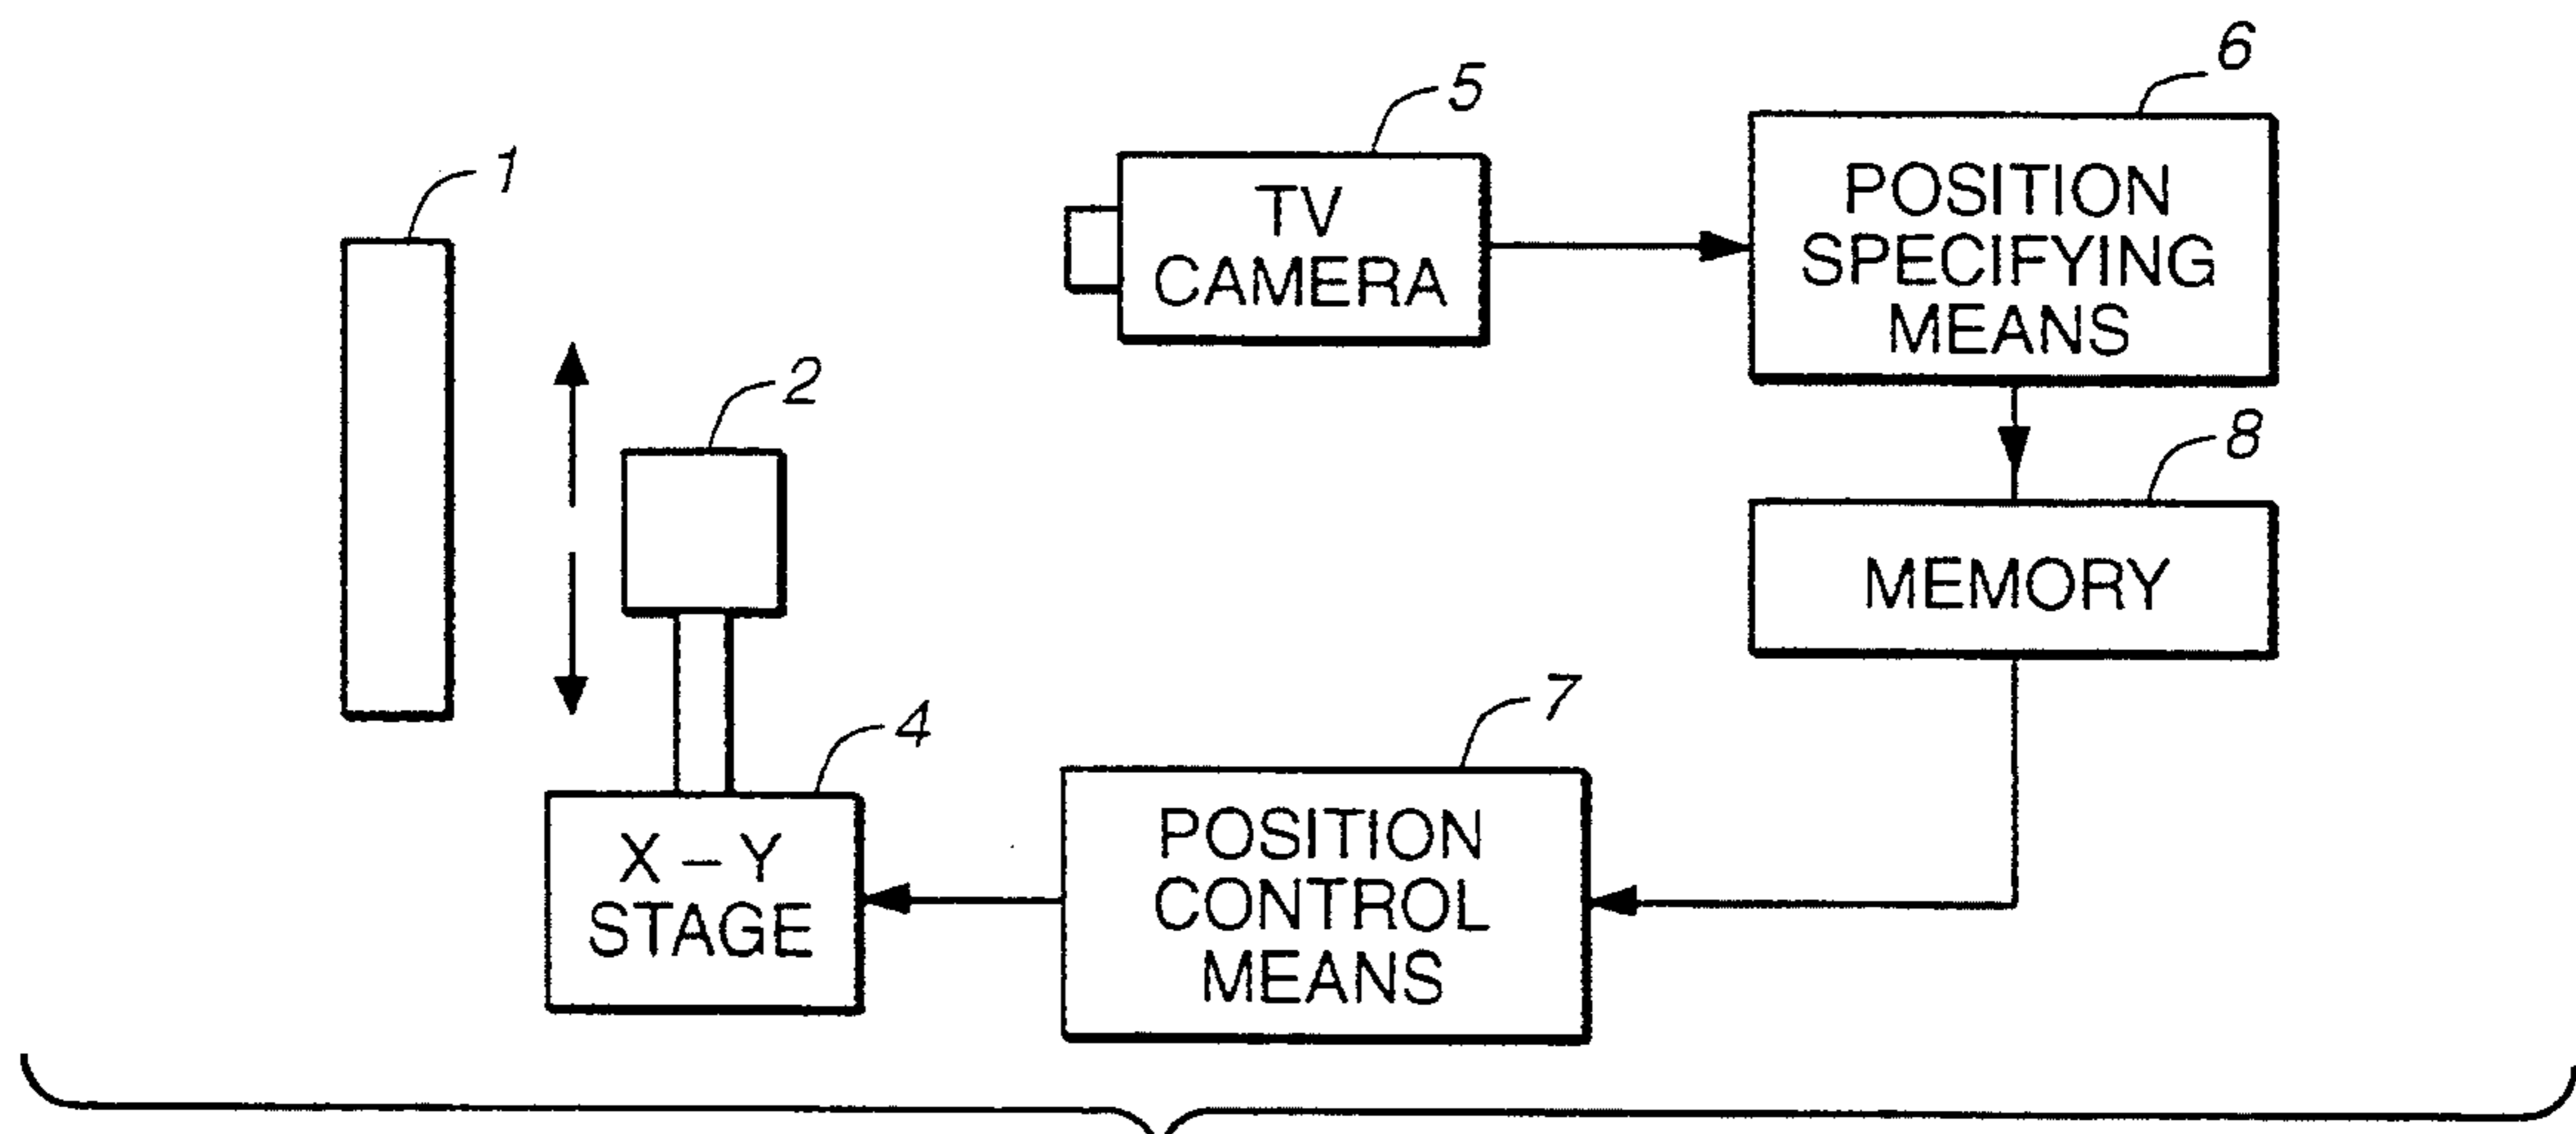 1
2
4
X – Y
STAGE
5
TV
CAMERA
6
POSITION
SPECIFYING
MEANS
8
MEMORY
7
POSITION
CONTROL
MEANS